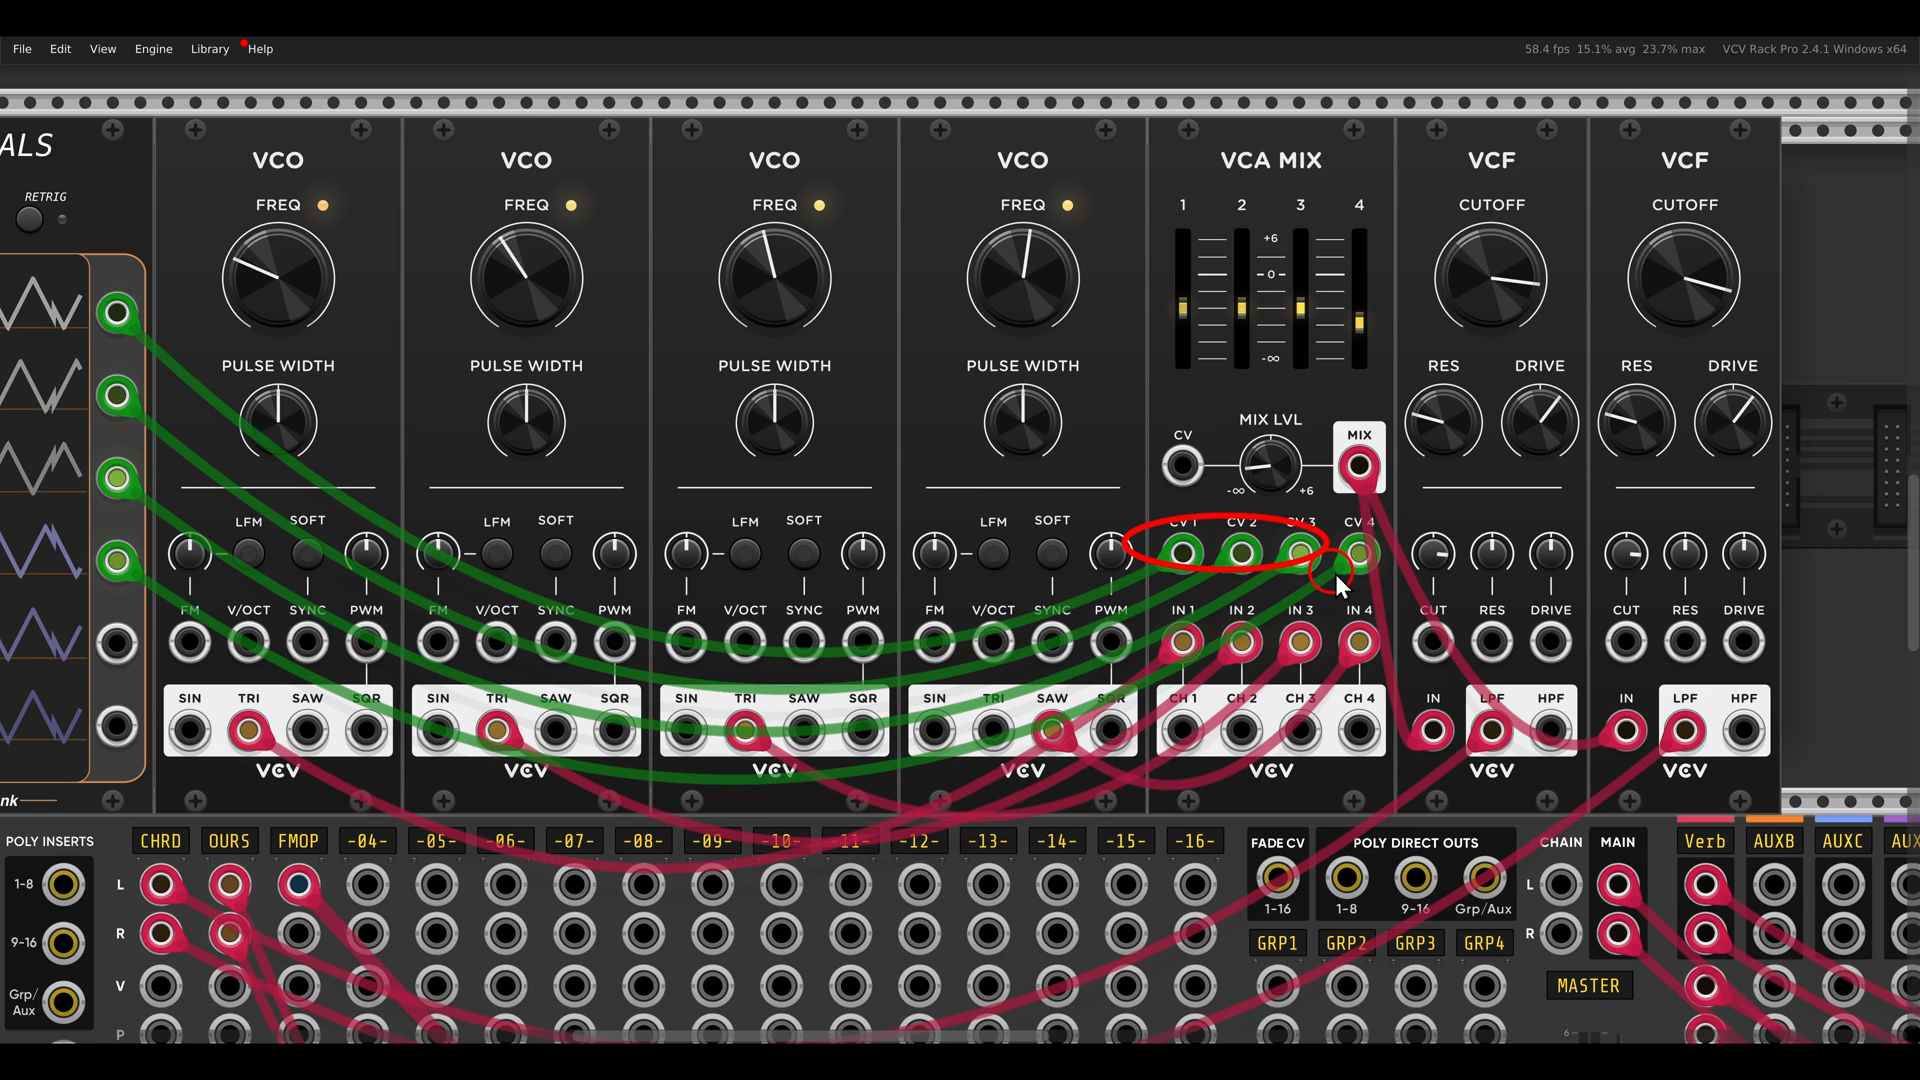 File Edit View Engine Library Help
58.4 fps 15.1% avg 23.7% max VCV Rack Pro 2.4.1 Windows x64
ALS
VCO VCO VCO VCO VCA MIX VCF VCF
RETRIG
FREQ FREQ FREQ FREQ 1 2 3 4 CUTOFF CUTOFF
+6
-0-
-∞
PULSE WIDTH PULSE WIDTH PULSE WIDTH PULSE WIDTH RES DRIVE RES DRIVE
MIX LVL
CV MIX
-∞ +6
LFM SOFT LFM SOFT LFM SOFT LFM SOFT CV 1 CV 2 CV 3 CV 4
FM V/OCT SYNC PWM FM V/OCT SYNC PWM FM V/OCT SYNC PWM FM V/OCT SYNC PWM IN 1 IN 2 IN 3 IN 4 CUT RES DRIVE CUT RES DRIVE
SIN TRI SAW SQR SIN TRI SAW SQR SIN TRI SAW SQR SIN TRI SAW SQR CH 1 CH 2 CH 3 CH 4 IN LPF HPF IN LPF HPF
VCV VCV VCV VCV VCV VCV VCV
nk
POLY INSERTS CHRD OURS FMOP -04- -05- -06- -07- -08- -09- -10- -11- -12- -13- -14- -15- -16- FADE CV POLY DIRECT OUTS CHAIN MAIN Verb AUXB AUXC AUX
1-8 L L
1-16 1-8 9-16 Grp/Aux
9-16 R GRP1 GRP2 GRP3 GRP4 R
V MASTER
Grp/
Aux
P 6